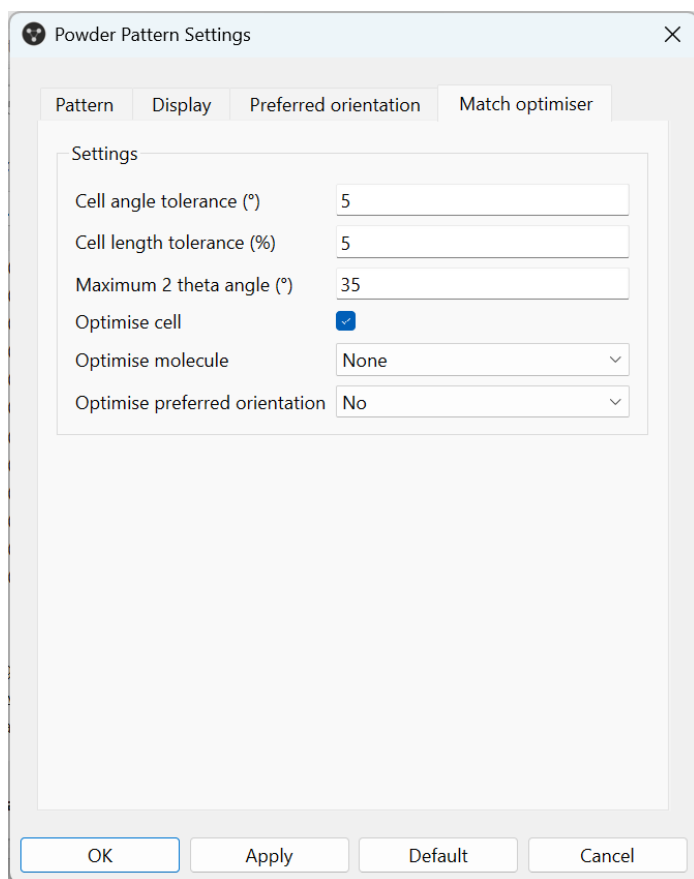 Powder Pattern Settings
Pattern Display Preferred orientation Match optimiser
Settings
Cell angle tolerance (°) 5
Cell length tolerance (%) 5
Maximum 2 theta angle (°) 35
Optimise cell
Optimise molecule None
Optimise preferred orientation No
OK Apply Default Cancel